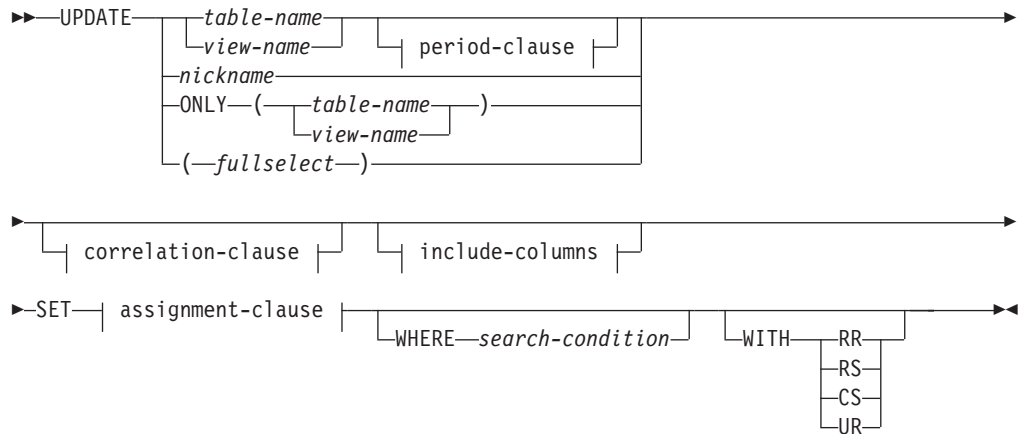 UPDATE table-name
view-name period-clause
nickname
ONLY ( table-name )
view-name
( fullselect )
correlation-clause include-columns
SET assignment-clause
WHERE search-condition WITH RR
RS
CS
UR